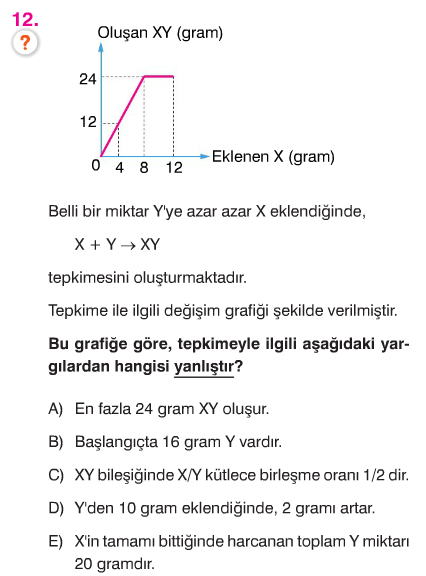 12.
?
Oluşan XY (gram)
24
12
0 4 8 12
Eklenen X (gram)
Belli bir miktar Y'ye azar azar X eklendiğinde,
X + Y → XY
tepkimesini oluşturmaktadır.
Tepkime ile ilgili değişim grafiği şekilde verilmiştir.
Bu grafiğe göre, tepkimeyle ilgili aşağıdaki yar-
gılardan hangisi yanlıştır?
A) En fazla 24 gram XY oluşur.
B) Başlangıçta 16 gram Y vardır.
C) XY bileşiğinde X/Y kütlece birleşme oranı 1/2 dir.
D) Y'den 10 gram eklendiğinde, 2 gramı artar.
E) X'in tamamı bittiğinde harcanan toplam Y miktarı
20 gramdır.